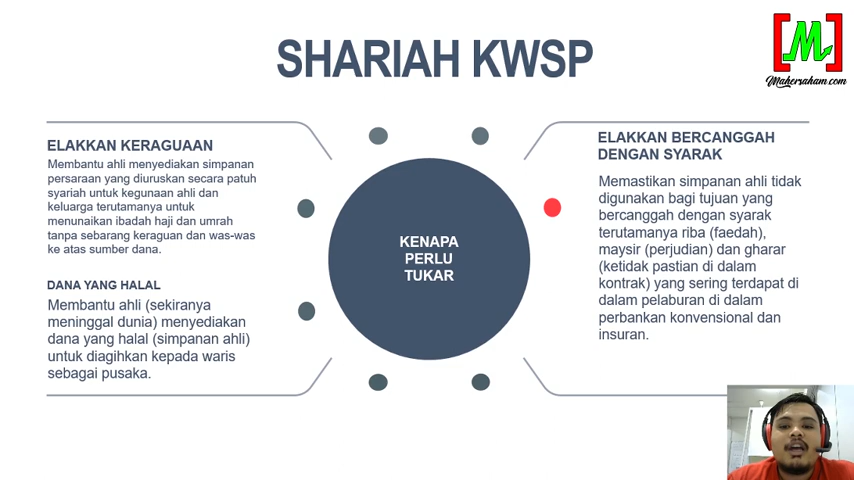 SHARIAH KWSP
[M]
Mahersaham.com
ELAKKAN KERAGUAAN
Membantu ahli menyediakan simpanan
persaraan yang diuruskan secara patuh
syariah untuk kegunaan ahli dan
keluarga terutamanya untuk
menunaikan ibadah haji dan umrah
tanpa sebarang keraguan dan was-was
ke atas sumber dana.
DANA YANG HALAL
Membantu ahli (sekiranya
meninggal dunia) menyediakan
dana yang halal (simpanan ahli)
untuk diagihkan kepada waris
sebagai pusaka.
KENAPA
PERLU
TUKAR
ELAKKAN BERCANGGAH
DENGAN SYARAK
Memastikan simpanan ahli tidak
digunakan bagi tujuan yang
bercanggah dengan syarak
terutamanya riba (faedah),
maysir (perjudian) dan gharar
(ketidak pastian di dalam
kontrak) yang sering terdapat di
dalam pelaburan di dalam
perbankan konvensional dan
insuran.